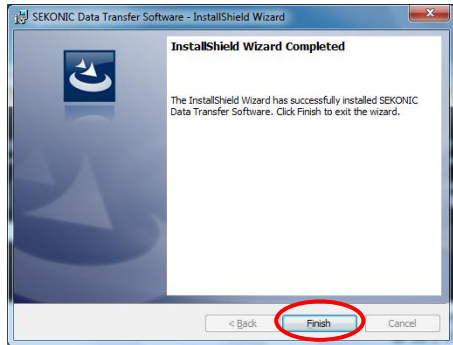 SEKONIC Data Transfer Software - InstallShield Wizard
InstallShield Wizard Completed
The InstallShield Wizard has successfully installed SEKONIC
Data Transfer Software. Click Finish to exit the wizard.
< Back
Finish
Cancel